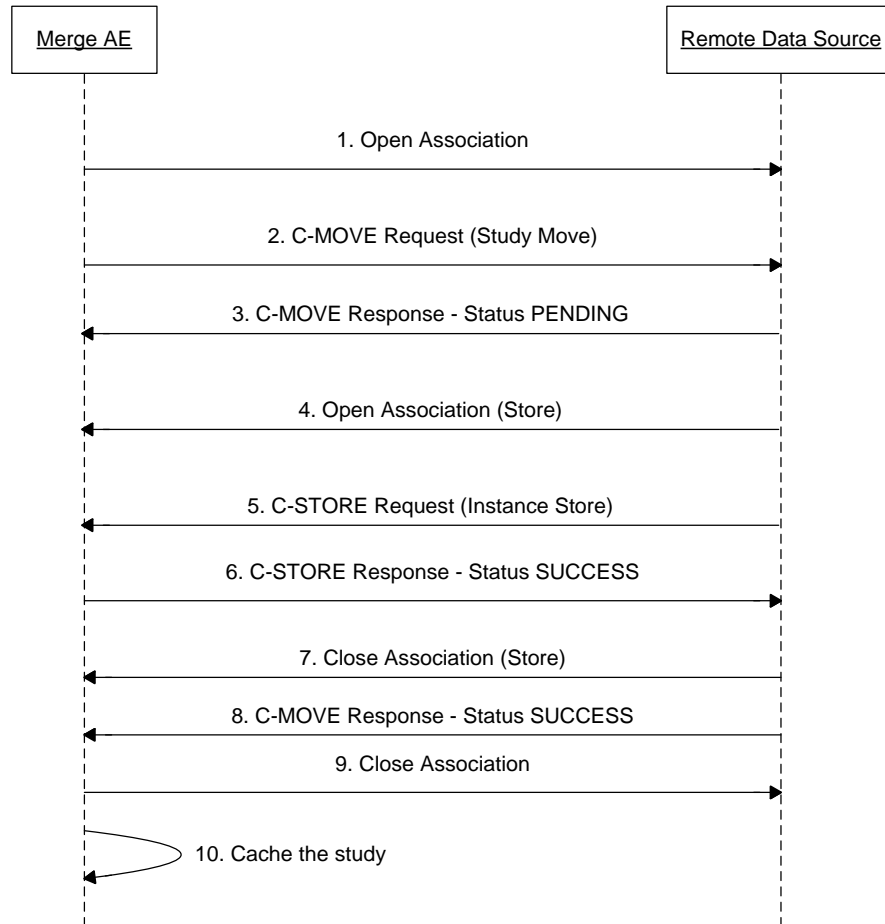 Merge AE
Remote Data Source
1. Open Association
2. C-MOVE Request (Study Move)
3. C-MOVE Response - Status PENDING
4. Open Association (Store)
5. C-STORE Request (Instance Store)
6. C-STORE Response - Status SUCCESS
7. Close Association (Store)
8. C-MOVE Response - Status SUCCESS
9. Close Association
10. Cache the study